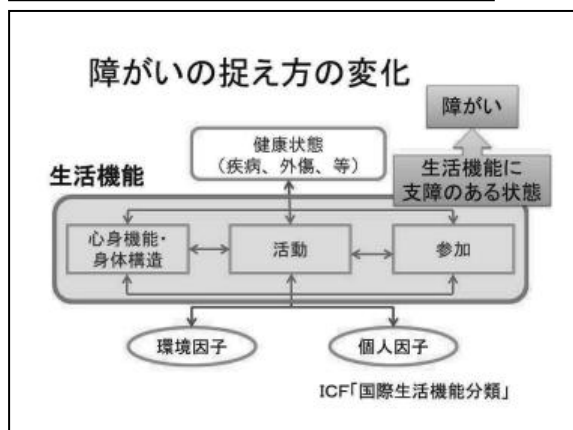 障がいの捉え方の変化
障がい
健康状態
(疾病、外傷、等)
生活機能
生活機能に
支障のある状態
心身機能・
身体構造
活動
参加
環境因子
個人因子
ICF「国際生活機能分類」